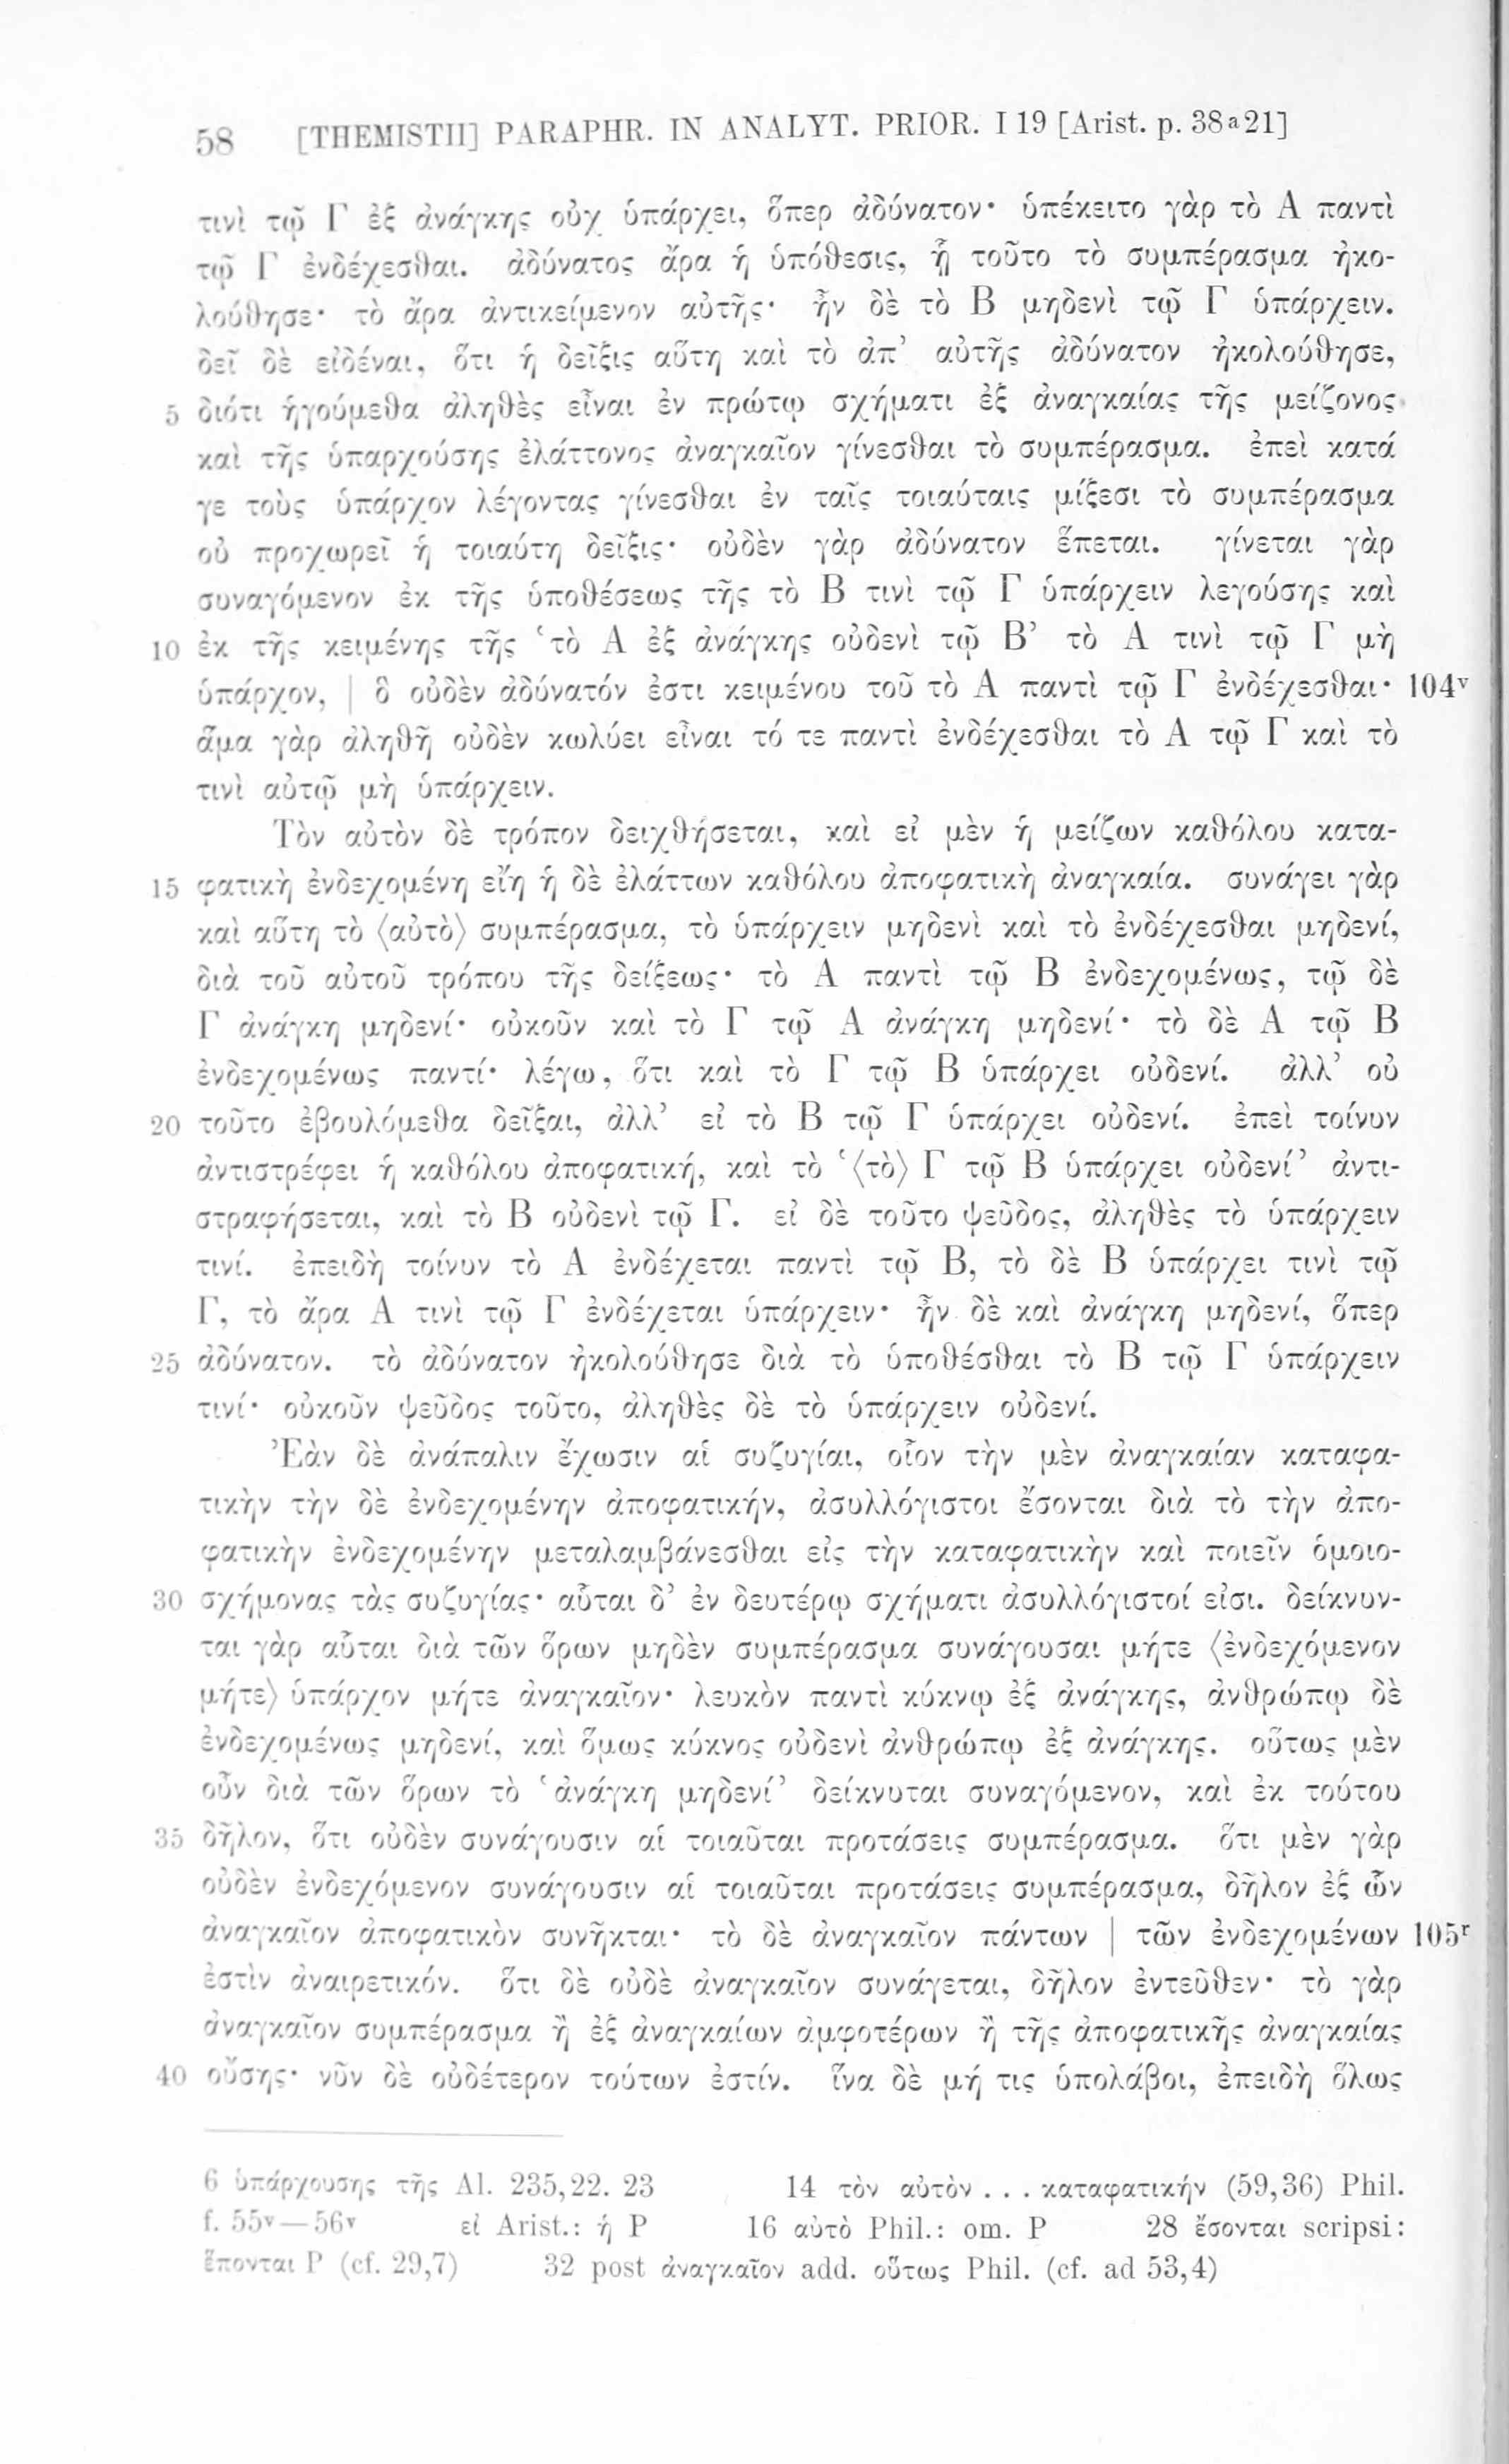 58 [THEMISTII] PARAPHR. IN ANALYT. PRIOR. I 19 [Arist. p. 38a21]
τινὶ τῷ Γ ἐξ ἀνάγκης οὐχ ὑπάρχει, ὅπερ ἀδύνατον· ὑπέκειτο γὰρ τὸ Α παντὶ
τῷ Γ ἐνδέχεσθαι. ἀδύνατος ἄρα ἡ ὑπόθεσις, ᾗ τοῦτο τὸ συμπέρασμα ἠκο-
λούθησε· τὸ ἄρα ἀντικείμενον αὐτῆς· ἦν δὲ τὸ Β μηδενὶ τῷ Γ ὑπάρχειν.
δεῖ δὲ εἰδέναι, ὅτι ἡ δεῖξις αὕτη καὶ τὸ ἀπ’ αὐτῆς ἀδύνατον ἠκολούθησε,
5 διότι ἡγούμεθα ἀληθὲς εἶναι ἐν πρώτῳ σχήματι ἐξ ἀναγκαίας τῆς μείζονος
καὶ τῆς ὑπαρχούσης ἐλάττονος ἀναγκαῖον γίνεσθαι τὸ συμπέρασμα. ἐπεὶ κατά
γε τοὺς ὑπάρχον λέγοντας γίνεσθαι ἐν ταῖς τοιαύταις μίξεσι τὸ συμπέρασμα
οὐ προχωρεῖ ἡ τοιαύτη δεῖξις· οὐδὲν γὰρ ἀδύνατον ἕπεται. γίνεται γὰρ
συναγόμενον ἐκ τῆς ὑποθέσεως τῆς τὸ Β τινὶ τῷ Γ ὑπάρχειν λεγούσης καὶ
10 ἐκ τῆς κειμένης τῆς ‘τὸ Α ἐξ ἀνάγκης οὐδενὶ τῷ Β’ τὸ Α τινὶ τῷ Γ μὴ
ὑπάρχον, | ὃ οὐδὲν ἀδύνατόν ἐστι κειμένου τοῦ τὸ Α παντὶ τῷ Γ ἐνδέχεσθαι· 104v
ἅμα γὰρ ἀληθῆ οὐδὲν κωλύει εἶναι τό τε παντὶ ἐνδέχεσθαι τὸ Α τῷ Γ καὶ τὸ
τινὶ αὐτῷ μὴ ὑπάρχειν.
Τὸν αὐτὸν δὲ τρόπον δειχθήσεται, καὶ εἰ μὲν ἡ μείζων καθόλου κατα-
15 φατικὴ ἐνδεχομένη εἴη ἡ δὲ ἐλάττων καθόλου ἀποφατικὴ ἀναγκαία. συνάγει γὰρ
καὶ αὕτη τὸ ⟨αὐτὸ⟩ συμπέρασμα, τὸ ὑπάρχειν μηδενὶ καὶ τὸ ἐνδέχεσθαι μηδενί,
διὰ τοῦ αὐτοῦ τρόπου τῆς δείξεως· τὸ Α παντὶ τῷ Β ἐνδεχομένως, τῷ δὲ
Γ ἀνάγκη μηδενί· οὐκοῦν καὶ τὸ Γ τῷ Α ἀνάγκη μηδενί· τὸ δὲ Α τῷ Β
ἐνδεχομένως παντί· λέγω, ὅτι καὶ τὸ Γ τῷ Β ὑπάρχει οὐδενί. ἀλλ’ οὐ
20 τοῦτο ἐβουλόμεθα δεῖξαι, ἀλλ’ εἰ τὸ Β τῷ Γ ὑπάρχει οὐδενί. ἐπεὶ τοίνυν
ἀντιστρέφει ἡ καθόλου ἀποφατική, καὶ τὸ ‘⟨τὸ⟩ Γ τῷ Β ὑπάρχει οὐδενί’ ἀντι-
στραφήσεται, καὶ τὸ Β οὐδενὶ τῷ Γ. εἰ δὲ τοῦτο ψεῦδος, ἀληθὲς τὸ ὑπάρχειν
τινί. ἐπειδὴ τοίνυν τὸ Α ἐνδέχεται παντὶ τῷ Β, τὸ δὲ Β ὑπάρχει τινὶ τῷ
Γ, τὸ ἄρα Α τινὶ τῷ Γ ἐνδέχεται ὑπάρχειν· ἦν δὲ καὶ ἀνάγκη μηδενί, ὅπερ
25 ἀδύνατον. τὸ ἀδύνατον ἠκολούθησε διὰ τὸ ὑποθέσθαι τὸ Β τῷ Γ ὑπάρχειν
τινί· οὐκοῦν ψεῦδος τοῦτο, ἀληθὲς δὲ τὸ ὑπάρχειν οὐδενί.
Ἐὰν δὲ ἀνάπαλιν ἔχωσιν αἱ συζυγίαι, οἷον τὴν μὲν ἀναγκαίαν καταφα-
τικὴν τὴν δὲ ἐνδεχομένην ἀποφατικήν, ἀσυλλόγιστοι ἔσονται διὰ τὸ τὴν ἀπο-
φατικὴν ἐνδεχομένην μεταλαμβάνεσθαι εἰς τὴν καταφατικὴν καὶ ποιεῖν ὁμοιο-
30 σχήμονας τὰς συζυγίας· αὗται δ’ ἐν δευτέρῳ σχήματι ἀσυλλόγιστοί εἰσι. δείκνυν-
ται γὰρ αὗται διὰ τῶν ὅρων μηδὲν συμπέρασμα συνάγουσαι μήτε ⟨ἐνδεχόμενον
μήτε⟩ ὑπάρχον μήτε ἀναγκαῖον· λευκὸν παντὶ κύκνῳ ἐξ ἀνάγκης, ἀνθρώπῳ δὲ
ἐνδεχομένως μηδενί, καὶ ὅμως κύκνος οὐδενὶ ἀνθρώπῳ ἐξ ἀνάγκης. οὕτως μὲν
οὖν διὰ τῶν ὅρων τὸ ‘ἀνάγκη μηδενί’ δείκνυται συναγόμενον, καὶ ἐκ τούτου
35 δῆλον, ὅτι οὐδὲν συνάγουσιν αἱ τοιαῦται προτάσεις συμπέρασμα. ὅτι μὲν γὰρ
οὐδὲν ἐνδεχόμενον συνάγουσιν αἱ τοιαῦται προτάσεις συμπέρασμα, δῆλον ἐξ ὧν
ἀναγκαῖον ἀποφατικὸν συνῆκται· τὸ δὲ ἀναγκαῖον πάντων | τῶν ἐνδεχομένων 105r
ἐστὶν ἀναιρετικόν. ὅτι δὲ οὐδὲ ἀναγκαῖον συνάγεται, δῆλον ἐντεῦθεν· τὸ γὰρ
ἀναγκαῖον συμπέρασμα ἢ ἐξ ἀναγκαίων ἀμφοτέρων ἢ τῆς ἀποφατικῆς ἀναγκαίας
40 οὔσης· νῦν δὲ οὐδέτερον τούτων ἐστίν. ἵνα δὲ μή τις ὑπολάβοι, ἐπειδὴ ὅλως
6 ὑπάρχουσης τῆς Al. 235,22. 23 14 τὸν αὐτὸν . . . καταφατικήν (59,36) Phil.
f. 55v—56v εἰ Arist.: ἡ P 16 αὐτὸ Phil.: om. P 28 ἔσονται scripsi:
ἕπονται P (cf. 29,7) 32 post ἀναγκαῖον add. οὕτως Phil. (cf. ad 53,4)